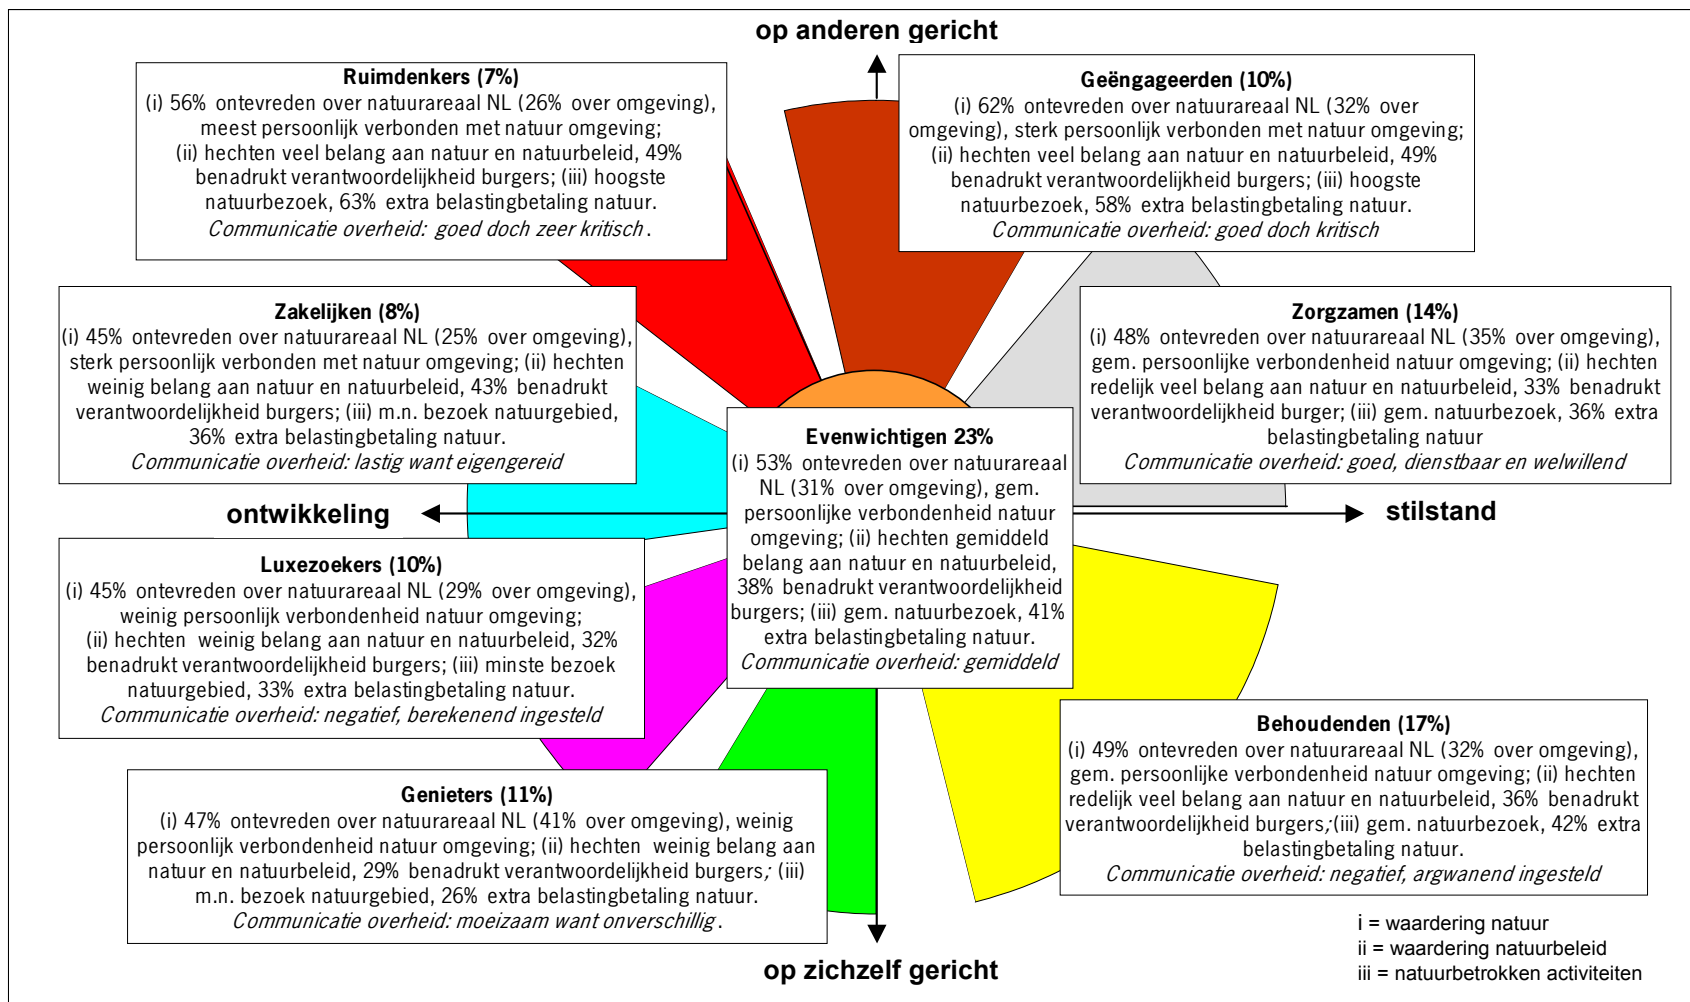 op anderen gericht
Ruimdenkers (7%)
(i) 56% ontevreden over natuurareaal NL (26% over omgeving),
meest persoonlijk verbonden met natuur omgeving;
(ii) hechten veel belang aan natuur en natuurbeleid, 49%
benadrukt verantwoordelijkheid burgers; (iii) hoogste
natuurbezoek, 63% extra belastingbetaling natuur.
Communicatie overheid: goed doch zeer kritisch.
Geëngageerden (10%)
(i) 62% ontevreden over natuurareaal NL (32% over
omgeving), sterk persoonlijk verbonden met natuur omgeving;
(ii) hechten veel belang aan natuur en natuurbeleid, 49%
benadrukt verantwoordelijkheid burgers; (iii) hoogste
natuurbezoek, 58% extra belastingbetaling natuur.
Communicatie overheid: goed doch kritisch
Zakelijken (8%)
(i) 45% ontevreden over natuurareaal NL (25% over omgeving),
sterk persoonlijk verbonden met natuur omgeving; (ii) hechten
weinig belang aan natuur en natuurbeleid, 43% benadrukt
verantwoordelijkheid burgers; (iii) m.n. bezoek natuurgebied,
36% extra belastingbetaling natuur.
Communicatie overheid: lastig want eigengereid
Zorgzamen (14%)
(i) 48% ontevreden over natuurareaal NL (35% over omgeving),
gem. persoonlijke verbondenheid natuur omgeving; (ii) hechten
redelijk veel belang aan natuur en natuurbeleid, 33% benadrukt
verantwoordelijkheid burger; (iii) gem. natuurbezoek, 36% extra
belastingbetaling natuur
Communicatie overheid: goed, dienstbaar en welwillend
Evenwichtigen 23%
(i) 53% ontevreden over natuurareaal
NL (31% over omgeving), gem.
persoonlijke verbondenheid natuur
omgeving; (ii) hechten gemiddeld
belang aan natuur en natuurbeleid,
38% benadrukt verantwoordelijkheid
burgers; (iii) gem. natuurbezoek, 41%
extra belastingbetaling natuur.
Communicatie overheid: gemiddeld
ontwikkeling
stilstand
Luxezoekers (10%)
(i) 45% ontevreden over natuurareaal NL (29% over omgeving),
weinig persoonlijk verbondenheid natuur omgeving;
(ii) hechten weinig belang aan natuur en natuurbeleid, 32%
benadrukt verantwoordelijkheid burgers; (iii) minste bezoek
natuurgebied, 33% extra belastingbetaling natuur.
Communicatie overheid: negatief, berekenend ingesteld
Behoudenden (17%)
(i) 49% ontevreden over natuurareaal NL (32% over omgeving),
gem. persoonlijke verbondenheid natuur omgeving; (ii) hechten
redelijk veel belang aan natuur en natuurbeleid, 36% benadrukt
verantwoordelijkheid burgers;(iii) gem. natuurbezoek, 42% extra
belastingbetaling natuur.
Communicatie overheid: negatief, argwanend ingesteld
Genieters (11%)
(i) 47% ontevreden over natuurareaal NL (41% over omgeving), weinig
persoonlijk verbondenheid natuur omgeving; (ii) hechten weinig belang aan
natuur en natuurbeleid, 29% benadrukt verantwoordelijkheid burgers; (iii)
m.n. bezoek natuurgebied, 26% extra belastingbetaling natuur.
Communicatie overheid: moeizaam want onverschillig.
op zichzelf gericht
i = waardering natuur
ii = waardering natuurbeleid
iii = natuurbetrokken activiteiten